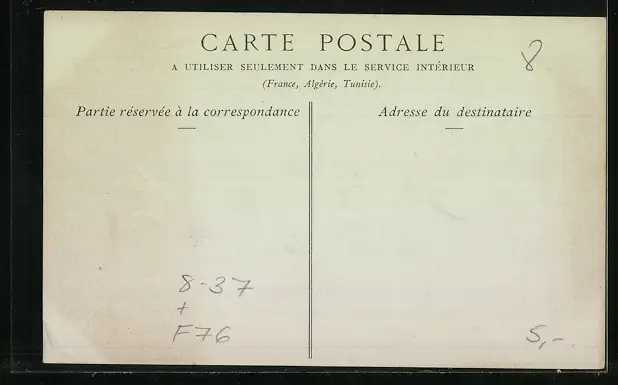 CARTE POSTALE
8
A UTILISER SEULEMENT DANS LE SERVICE INTÉRIEUR
(France, Algérie, Tunisie).
Partie réservée à la correspondance
Adresse du destinataire
8-37
+
F76
5,-.